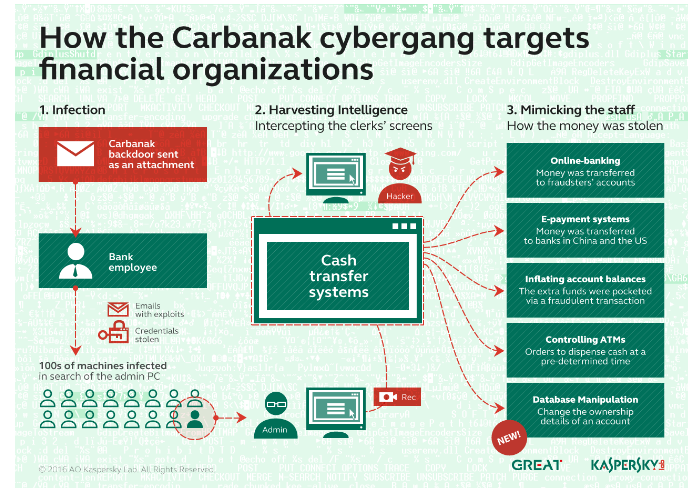 How the Carbanak cybergang targets
financial organizations
1. Infection
Carbanak
backdoor sent
as an attachment
Bank
employee
Emails
with exploits
Credentials
stolen
100s of machines infected
in search of the admin PC
Admin
Rec
2. Harvesting Intelligence
Intercepting the clerks' screens
Hacker
Cash
transfer
systems
3. Mimicking the staff
How the money was stolen
Online-banking
Money was transferred
to fraudsters' accounts
E-payment systems
Money was transferred
to banks in China and the US
Inflating account balances
The extra funds were pocketed
via a fraudulent transaction
Controlling ATMs
Orders to dispense cash at a
pre-determined time
Database Manipulation
Change the ownership
details of an account
NEW!
© 2016 AO Kaspersky Lab. All Rights Reserved.
GREAT
KASPERSKY